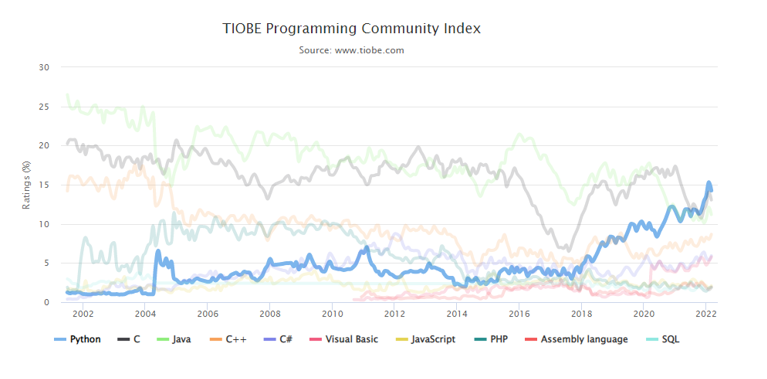 TIOBE Programming Community Index
Source: www.tiobe.com
30
25
20
15
10
5
0
Ratings (%)
2002 2004 2006 2008 2010 2012 2014 2016 2018 2020 2022
Python C Java C++ C# Visual Basic JavaScript PHP Assembly language SQL